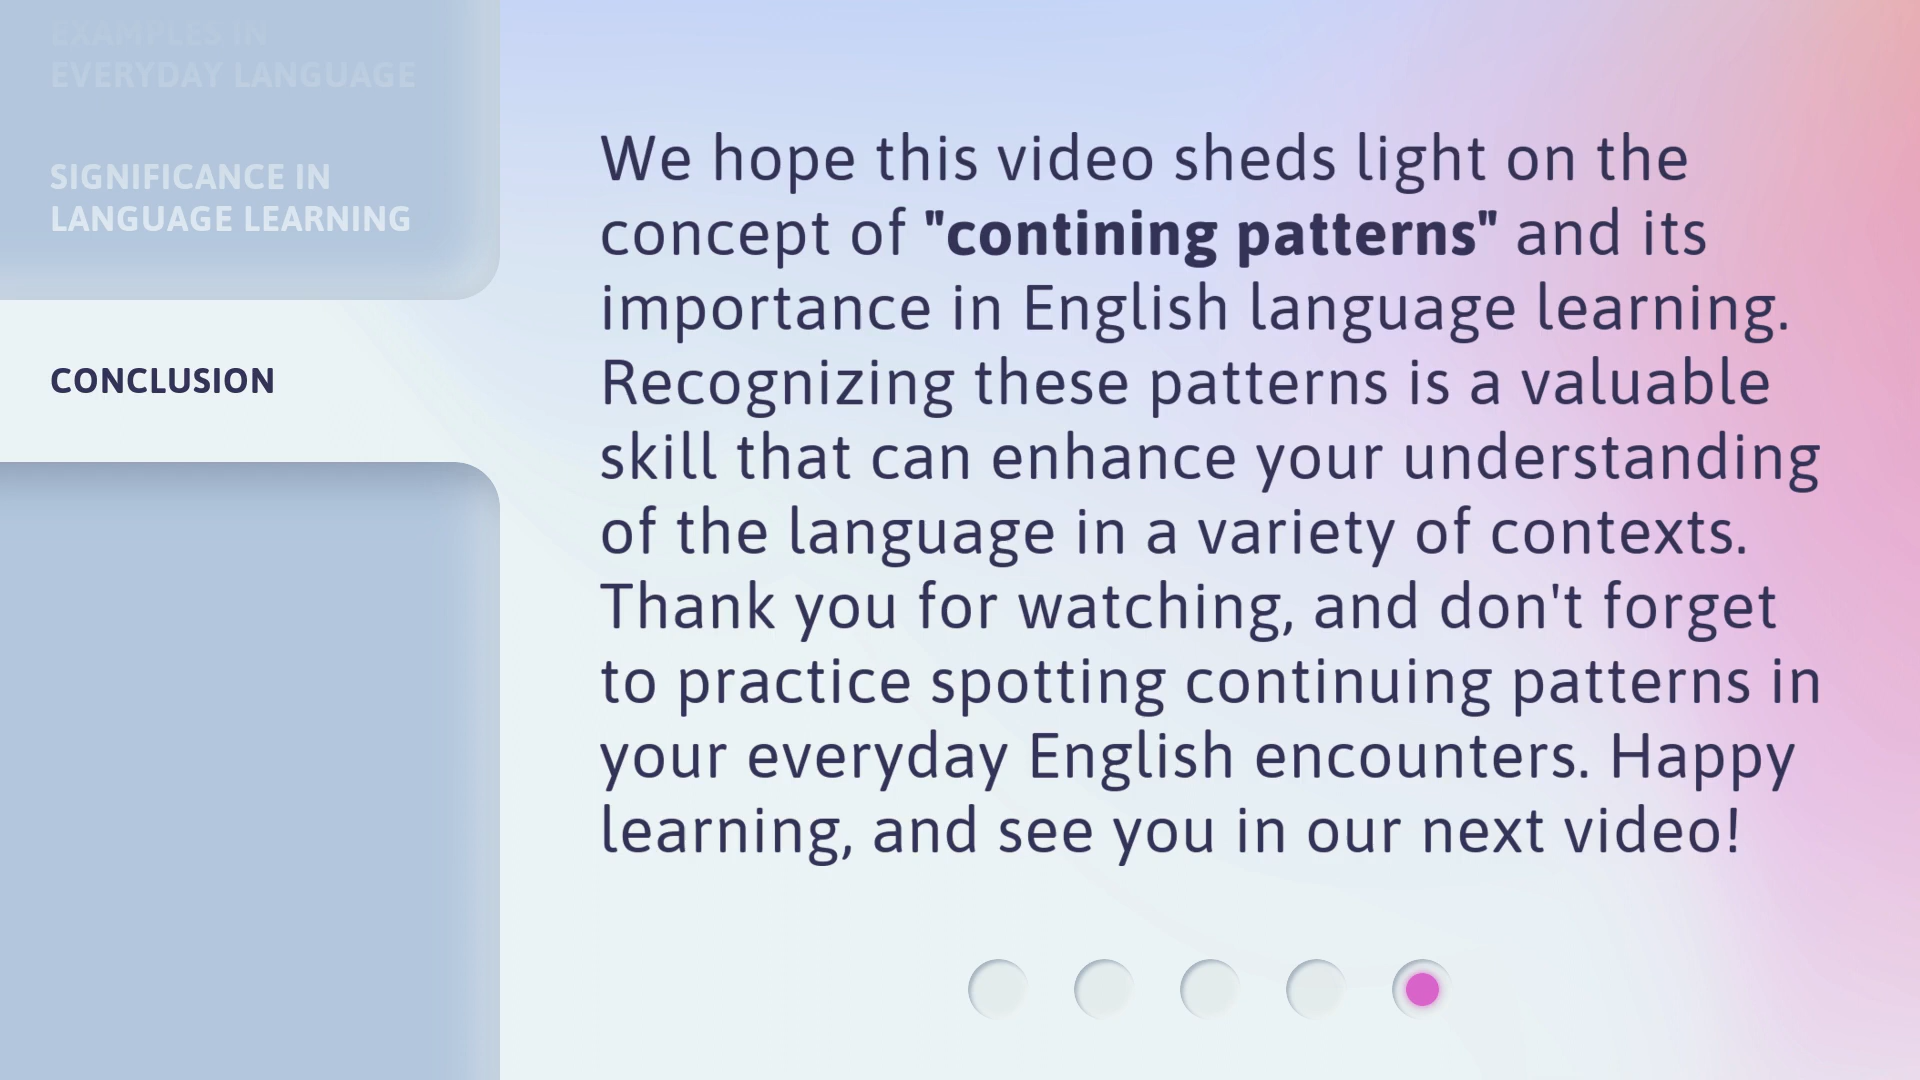 EXAMPLES IN
EVERYDAY LANGUAGE
SIGNIFICANCE IN
LANGUAGE LEARNING
CONCLUSION
We hope this video sheds light on the
concept of "contining patterns" and its
importance in English language learning.
Recognizing these patterns is a valuable
skill that can enhance your understanding
of the language in a variety of contexts.
Thank you for watching, and don't forget
to practice spotting continuing patterns in
your everyday English encounters. Happy
learning, and see you in our next video!